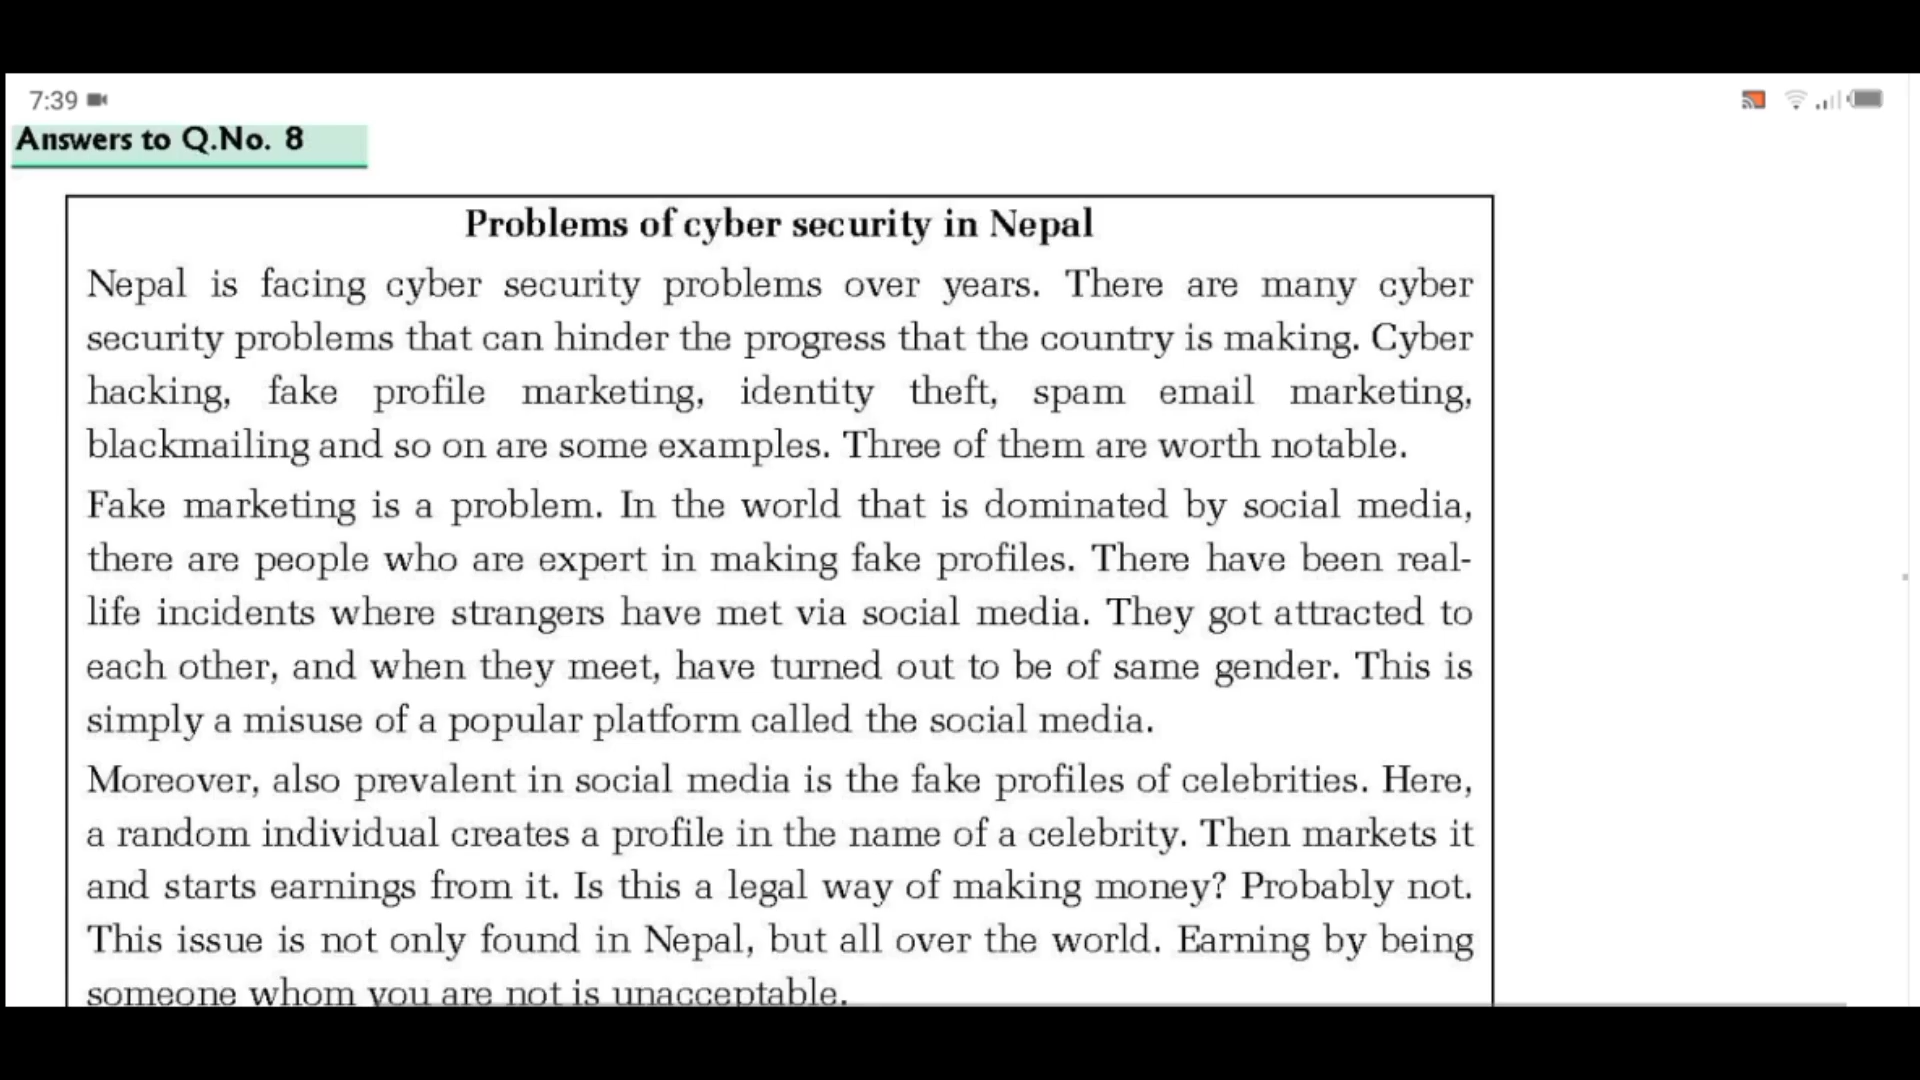 7:39
Answers to Q.No. 8
Problems of cyber security in Nepal
Nepal is facing cyber security problems over years. There are many cyber
security problems that can hinder the progress that the country is making. Cyber
hacking, fake profile marketing, identity theft, spam email marketing,
blackmailing and so on are some examples. Three of them are worth notable.
Fake marketing is a problem. In the world that is dominated by social media,
there are people who are expert in making fake profiles. There have been real-
life incidents where strangers have met via social media. They got attracted to
each other, and when they meet, have turned out to be of same gender. This is
simply a misuse of a popular platform called the social media.
Moreover, also prevalent in social media is the fake profiles of celebrities. Here,
a random individual creates a profile in the name of a celebrity. Then markets it
and starts earnings from it. Is this a legal way of making money? Probably not.
This issue is not only found in Nepal, but all over the world. Earning by being
someone whom you are not is unacceptable.